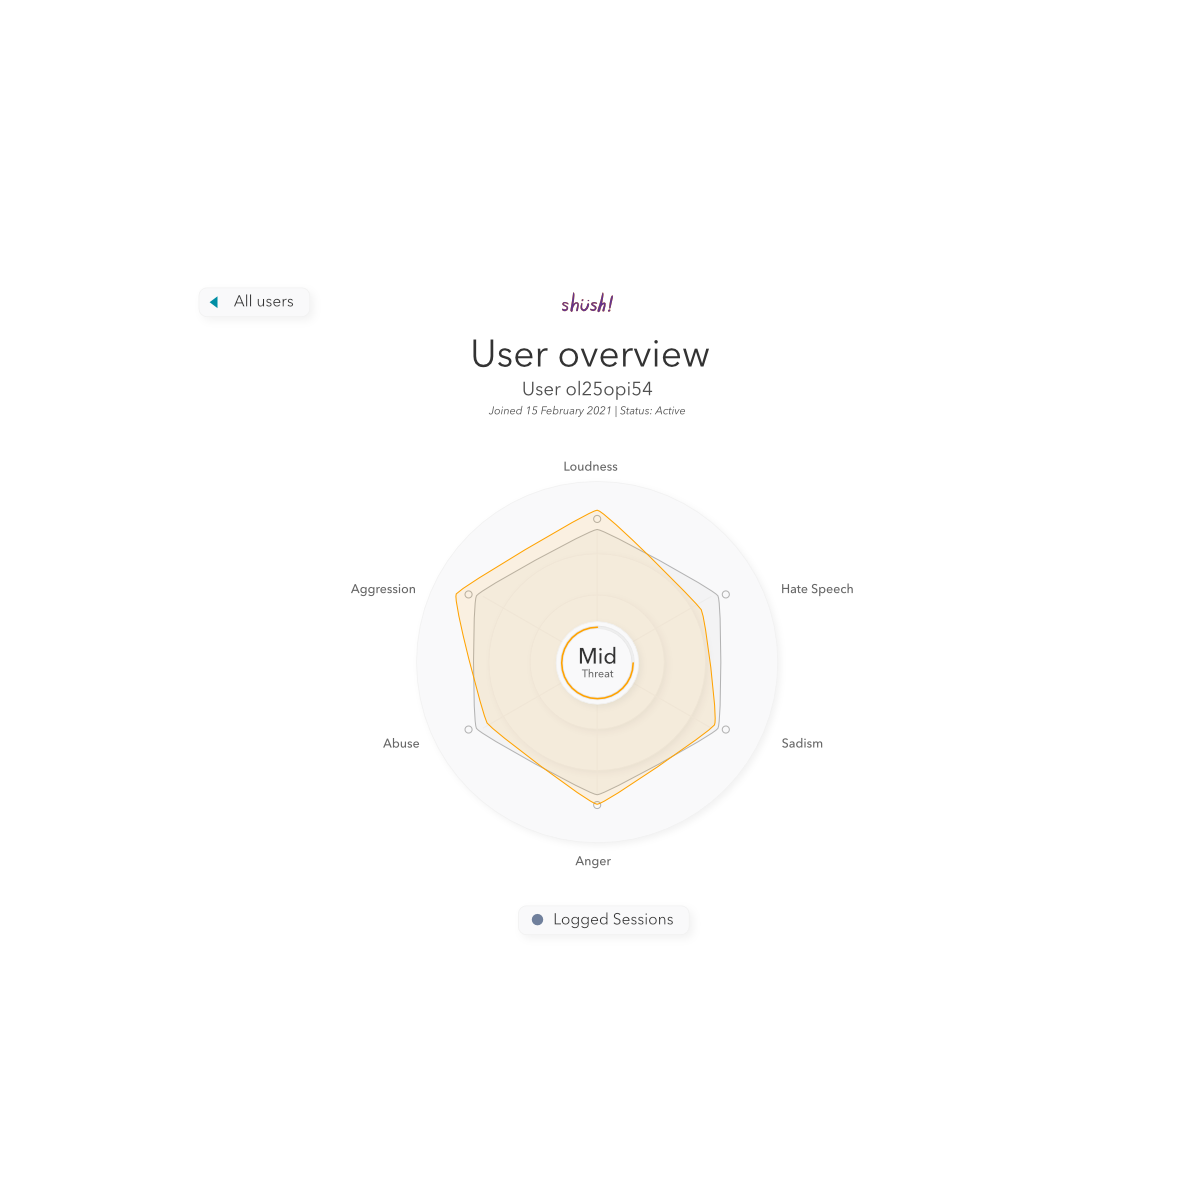 All users
shüsh!
User overview
User ol25opi54
Joined 15 February 2021 | Status: Active
Loudness
Aggression
Hate Speech
Mid
Threat
Abuse
Sadism
Anger
Logged Sessions